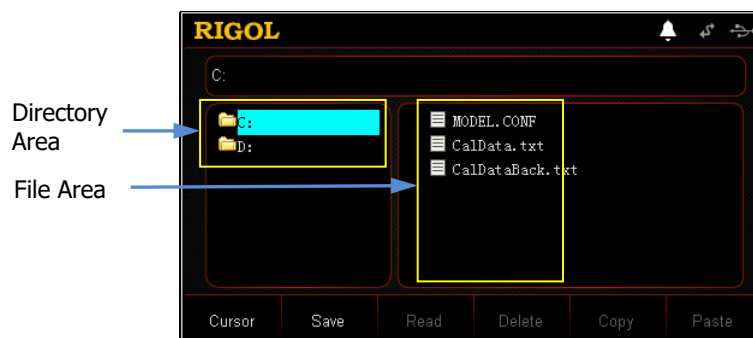 RIGOL
C:
Directory
Area
File Area
C:
D:
MODEL.CONF
CalData.txt
CalDataBack.txt
Cursor Save Read Delete Copy Paste